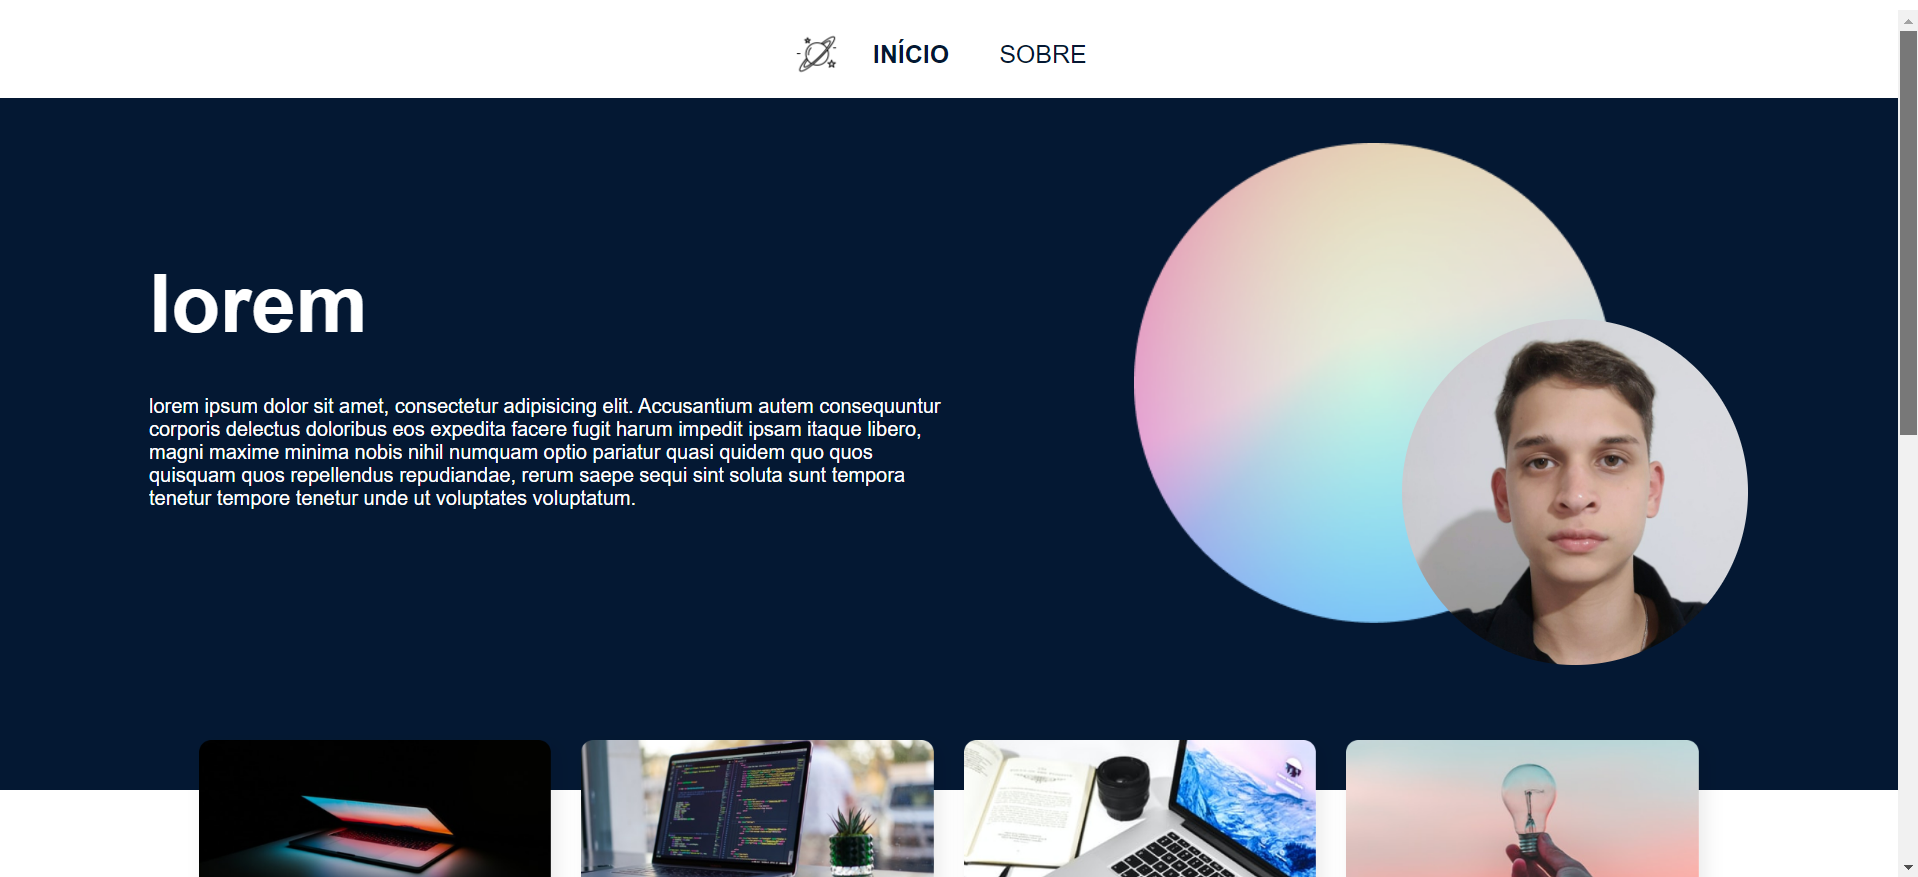 INÍCIO SOBRE
lorem
lorem ipsum dolor sit amet, consectetur adipisicing elit. Accusantium autem consequuntur
corporis delectus doloribus eos expedita facere fugit harum impedit ipsam itaque libero,
magni maxime minima nobis nihil numquam optio pariatur quasi quidem quo quos
quisquam quos repellendus repudiandae, rerum saepe sequi sint soluta sunt tempora
tenetur tempore tenetur unde ut voluptates voluptatum.